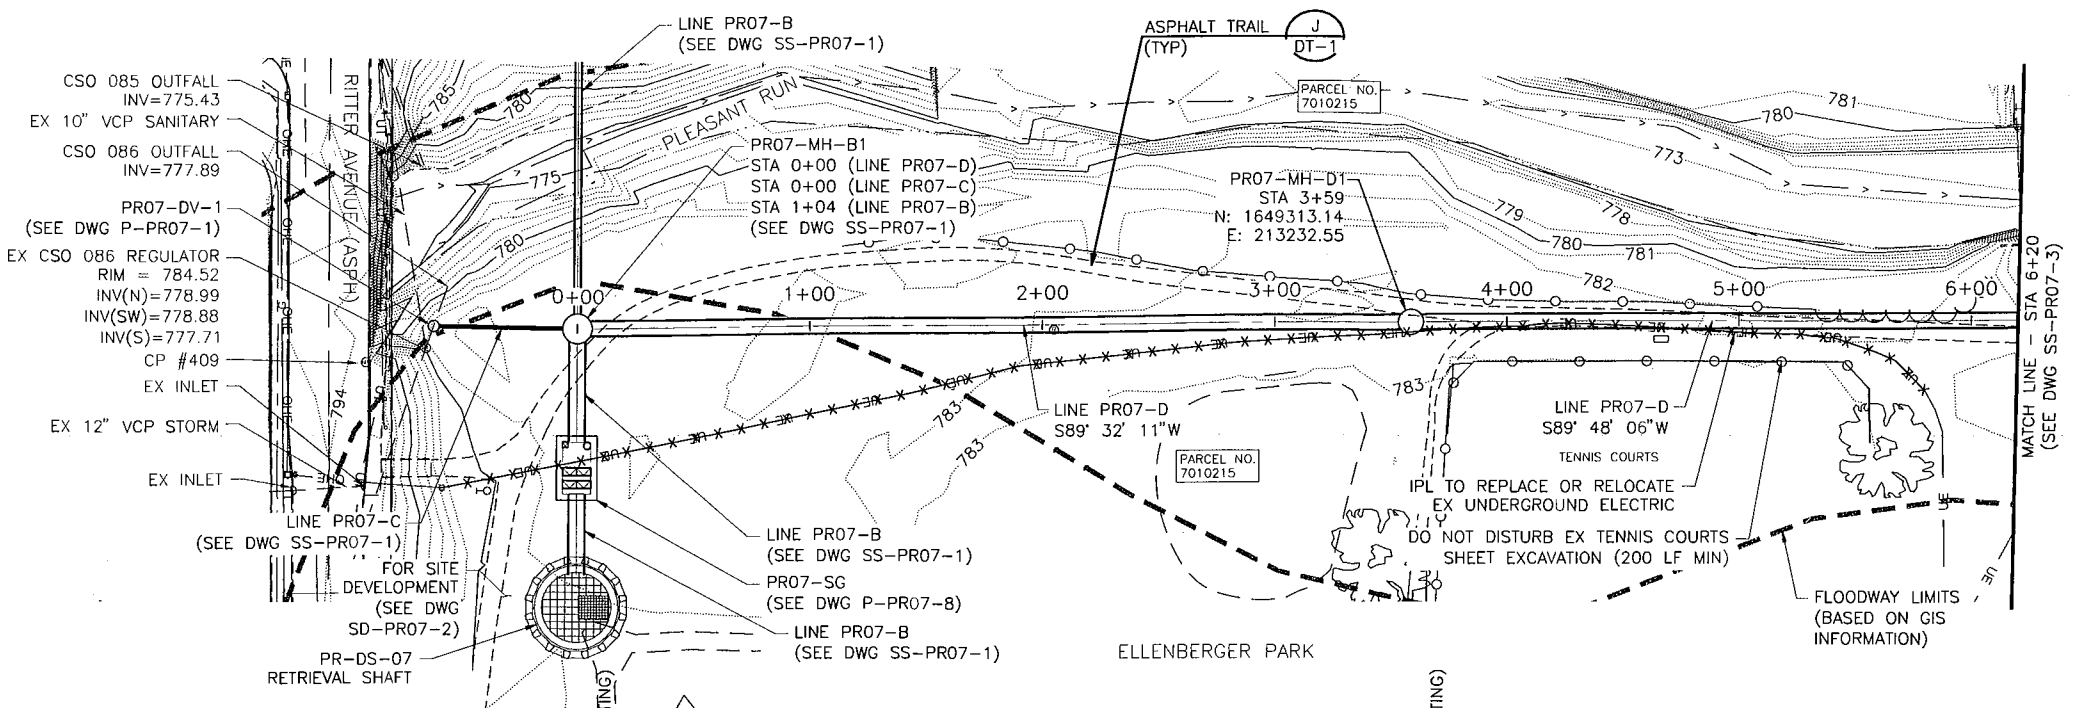 LINE PR07-B
(SEE DWG SS-PR07-1)
ASPHALT TRAIL
(TYP)
J
DT-1
CSO 085 OUTFALL
INV=775.43
EX 10" VCP SANITARY
CSO 086 OUTFALL
INV=777.89
PR07-DV-1
(SEE DWG P-PR07-1)
EX CSO 086 REGULATOR
RIM = 784.52
INV(N)=778.99
INV(SW)=778.88
INV(S)=777.71
CP #409
EX INLET
EX 12" VCP STORM
EX INLET
LINE PR07-C
(SEE DWG SS-PR07-1)
FOR SITE
DEVELOPMENT
(SEE DWG
SD-PR07-2)
PR-DS-07
RETRIEVAL SHAFT
RITTER AVENUE (ASPH)
OHE
OHE
OHE
OHE
794
785
780
PLEASANT RUN
775
780
PR07-MH-B1
STA 0+00 (LINE PR07-D)
STA 0+00 (LINE PR07-C)
STA 1+04 (LINE PR07-B)
(SEE DWG SS-PR07-1)
PARCEL NO.
7010215
781
780
773
PR07-MH-D1
STA 3+59
N: 1649313.14
E: 213232.55
779
778
780
781
782
0+00
1+00
2+00
3+00
4+00
5+00
6+00
783
783
783
LINE PR07-D
S89° 32' 11"W
PARCEL NO.
7010215
LINE PR07-D
S89° 48' 06"W
TENNIS COURTS
IPL TO REPLACE OR RELOCATE
EX UNDERGROUND ELECTRIC
DO NOT DISTURB EX TENNIS COURTS
SHEET EXCAVATION (200 LF MIN)
UE
UE
FLOODWAY LIMITS
(BASED ON GIS
INFORMATION)
MATCH LINE - STA 6+20
(SEE DWG SS-PR07-3)
LINE PR07-B
(SEE DWG SS-PR07-1)
PR07-SG
(SEE DWG P-PR07-8)
LINE PR07-B
(SEE DWG SS-PR07-1)
ELLENBERGER PARK
TING)
TING)